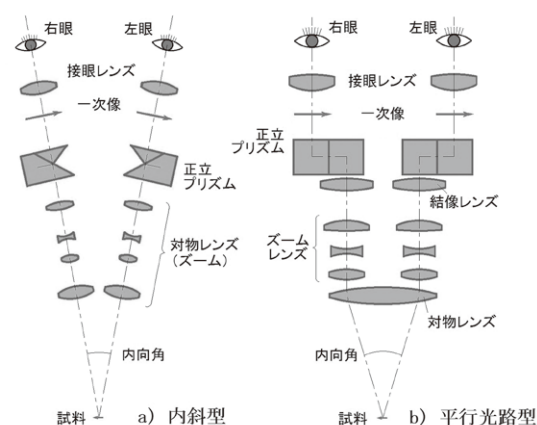 右眼
左眼
接眼レンズ
一次像
正立
プリズム
対物レンズ
(ズーム)
内向角
試料
a) 内斜型
右眼
左眼
接眼レンズ
一次像
正立
プリズム
結像レンズ
ズーム
レンズ
対物レンズ
内向角
試料
b) 平行光路型